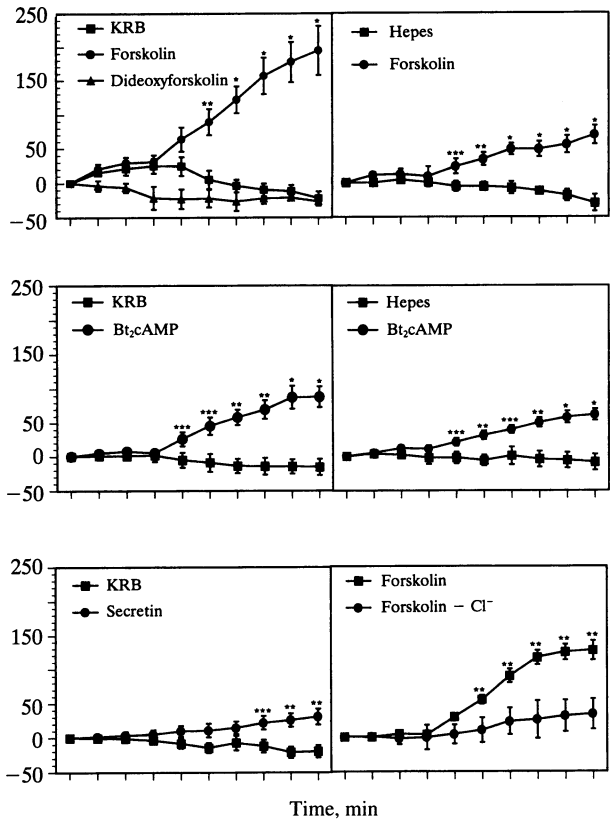 250
150
50
0
−50
KRB
Forskolin
Dideoxyforskolin
** * * * *
Hepes
Forskolin
*** ** * * * *
250
150
50
0
−50
KRB
Bt₂cAMP
*** *** ** ** * *
Hepes
Bt₂cAMP
*** ** *** ** * *
250
150
50
0
−50
KRB
Secretin
*** ** **
Forskolin
Forskolin − Cl⁻
** ** ** ** **
Time, min